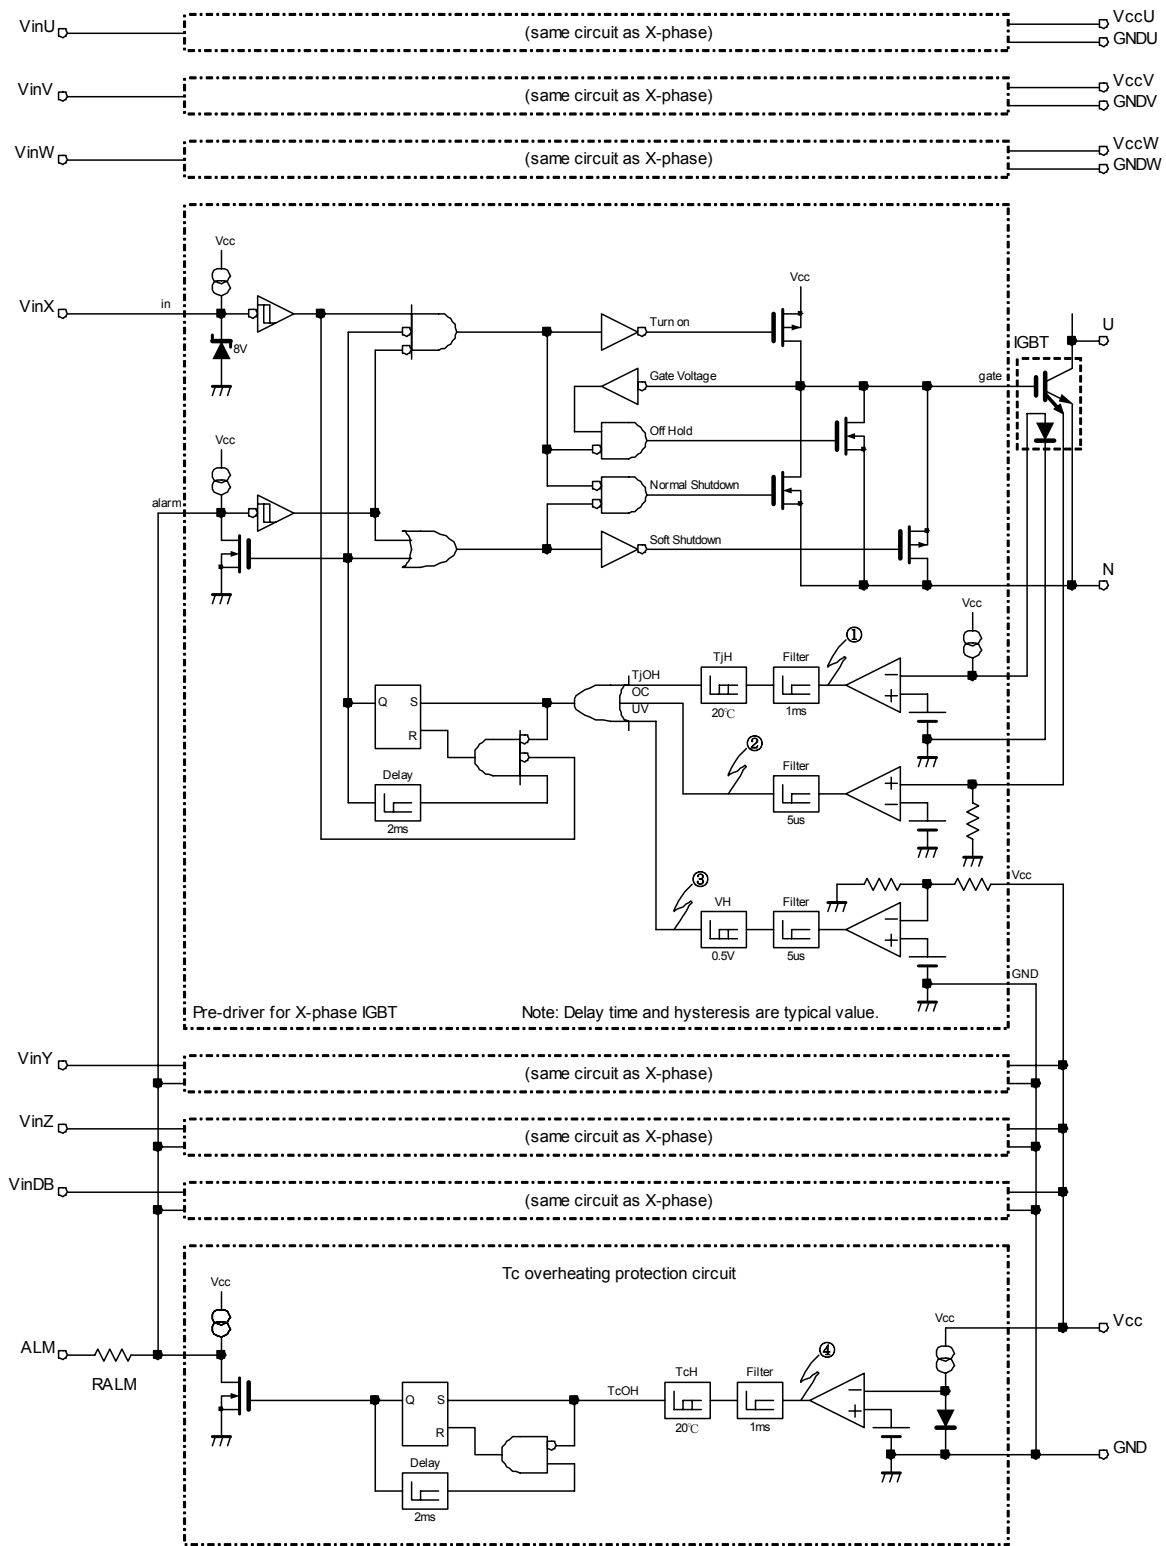 VinU
(same circuit as X-phase)
VccU
GNDU
VinV
(same circuit as X-phase)
VccV
GNDV
VinW
(same circuit as X-phase)
VccW
GNDW
Vcc
Vcc
VinX
in
Turn on
U
8V
IGBT
Gate Voltage
gate
Off Hold
Vcc
Normal Shutdown
alarm
Soft Shutdown
N
Vcc
①
TjH
Filter
TjOH
OC
UV
20℃
1ms
Q
S
R
②
Delay
Filter
2ms
5us
③
Vcc
VH
Filter
0.5V
5us
GND
Pre-driver for X-phase IGBT
Note: Delay time and hysteresis are typical value.
VinY
(same circuit as X-phase)
VinZ
(same circuit as X-phase)
VinDB
(same circuit as X-phase)
Tc overheating protection circuit
Vcc
Vcc
Vcc
ALM
RALM
④
TcH
Filter
TcOH
Q
S
R
20℃
1ms
GND
Delay
2ms